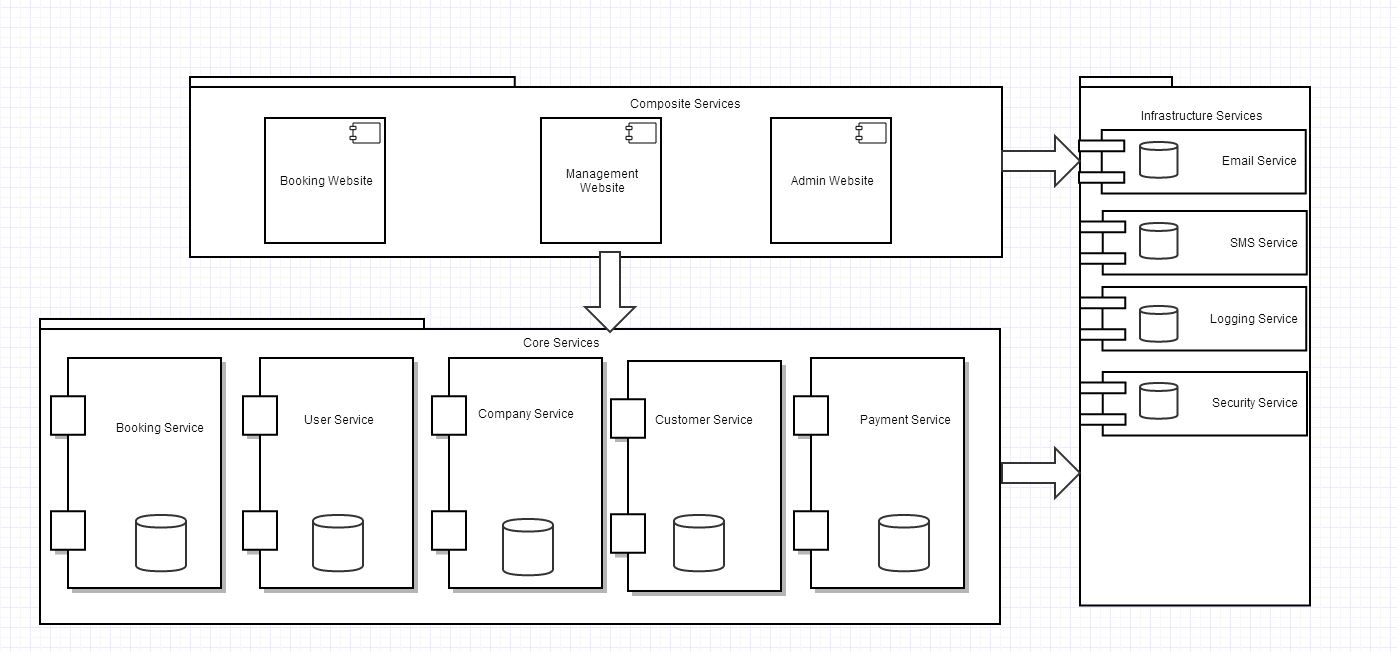 Composite Services
Booking Website
Management
Website
Admin Website
Infrastructure Services
Email Service
SMS Service
Logging Service
Security Service
Core Services
Booking Service
User Service
Company Service
Customer Service
Payment Service